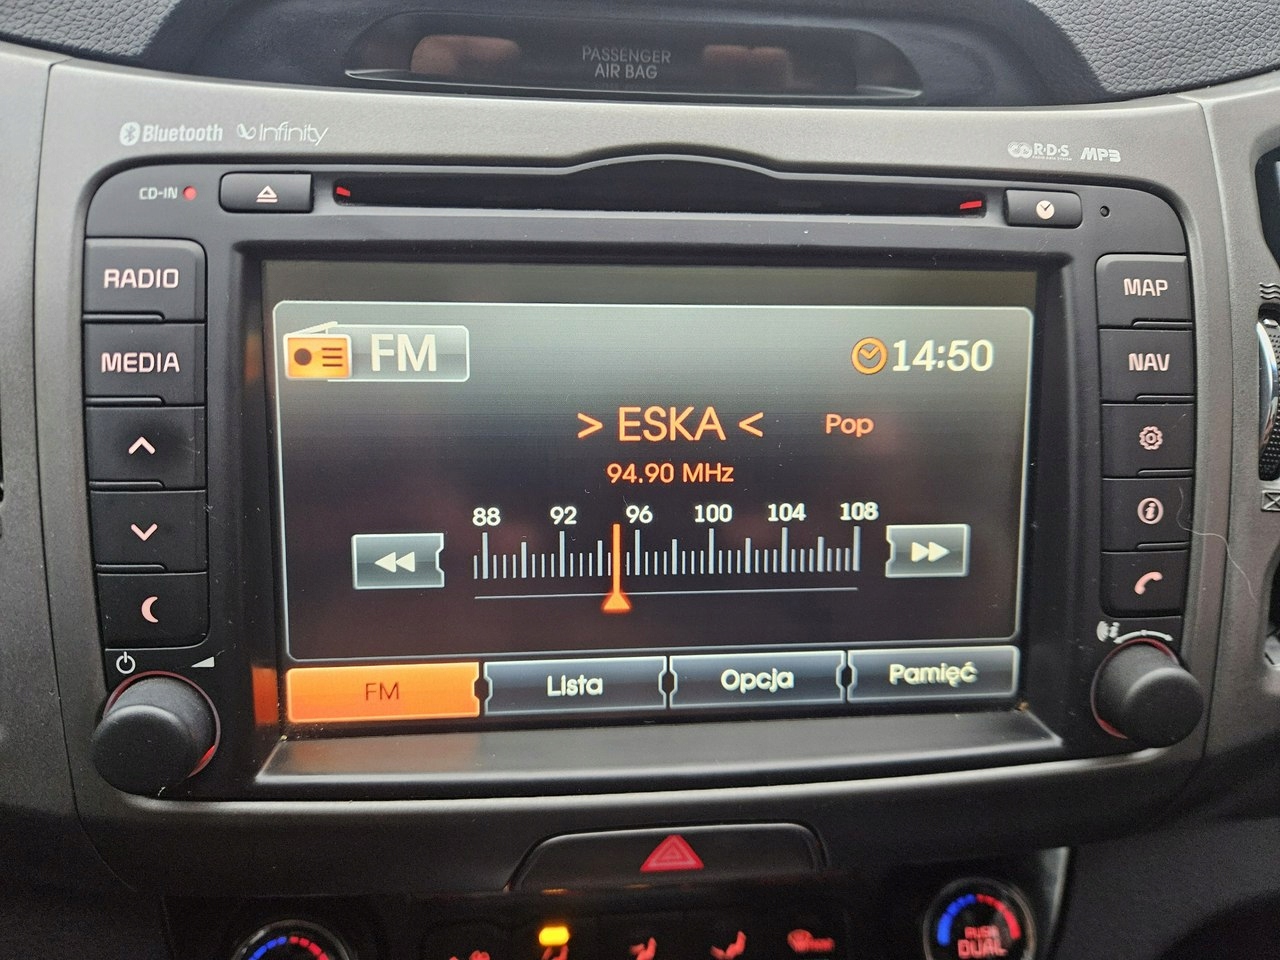 PASSENGER
AIR BAG
Bluetooth infinity
R·D·S MP3
CD-IN
RADIO
MEDIA
MAP
NAV
FM
14:50
> ESKA < Pop
94.90 MHz
88 92 96 100 104 108
FM Lista Opcja Pamięć
PUSH
DUAL